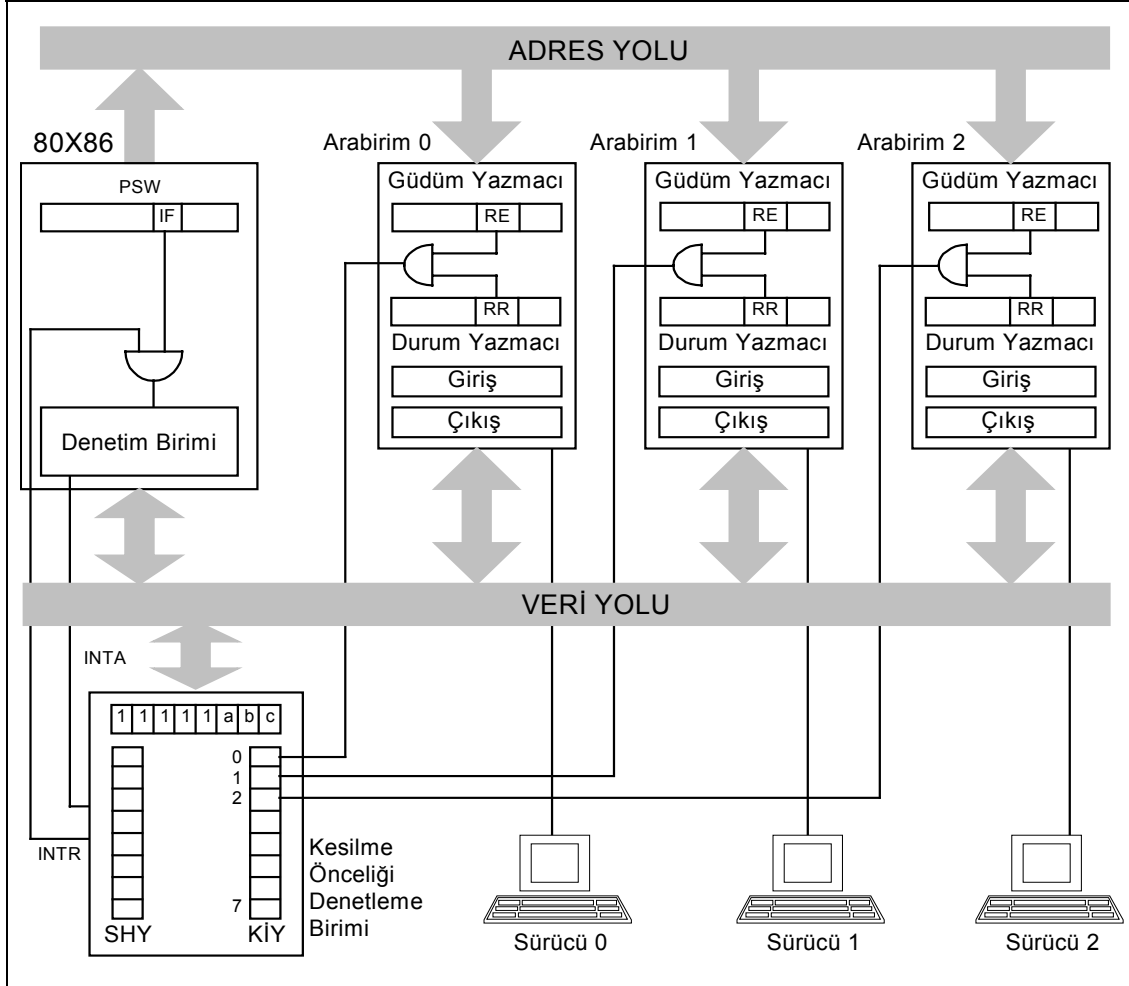 ADRES YOLU
80X86
Arabirim 0
Arabirim 1
Arabirim 2
PSW
IF
Güdüm Yazmacı
RE
RR
Durum Yazmacı
Giriş
Çıkış
Güdüm Yazmacı
RE
RR
Durum Yazmacı
Giriş
Çıkış
Güdüm Yazmacı
RE
RR
Durum Yazmacı
Giriş
Çıkış
Denetim Birimi
VERİ YOLU
INTA
1 1 1 1 1 a b c
0
1
2
7
INTR
SHY
KİY
Kesilme
Önceliği
Denetleme
Birimi
Sürücü 0
Sürücü 1
Sürücü 2